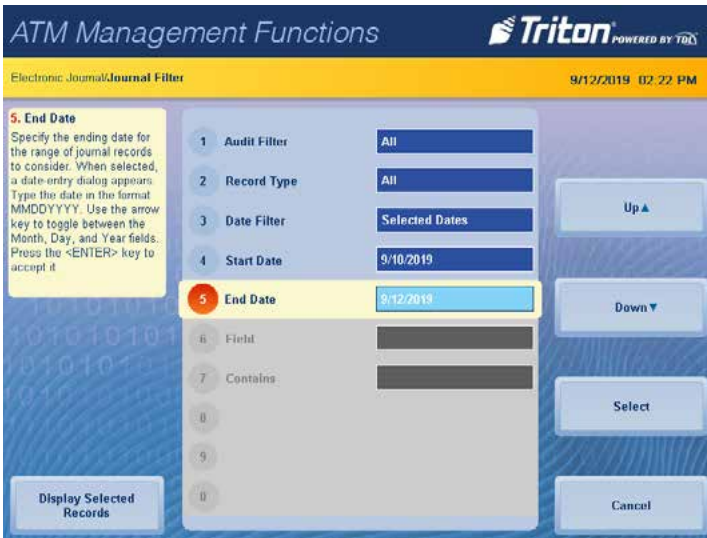 ATM Management Functions
Triton POWERED BY TDN
Electronic Journal/Journal Filter
9/12/2019 02:22 PM
5. End Date
Specify the ending date for
the range of journal records
to consider. When selected,
a date-entry dialog appears.
Type the date in the format
MMDDYYYY. Use the arrow
key to toggle between the
Month, Day, and Year fields.
Press the <ENTER> key to
accept it
1 Audit Filter All
2 Record Type All
3 Date Filter Selected Dates
4 Start Date 9/10/2019
5 End Date 9/12/2019
6 Field
7 Contains
8
9
0
Up▲
Down▼
Select
Cancel
Display Selected
Records